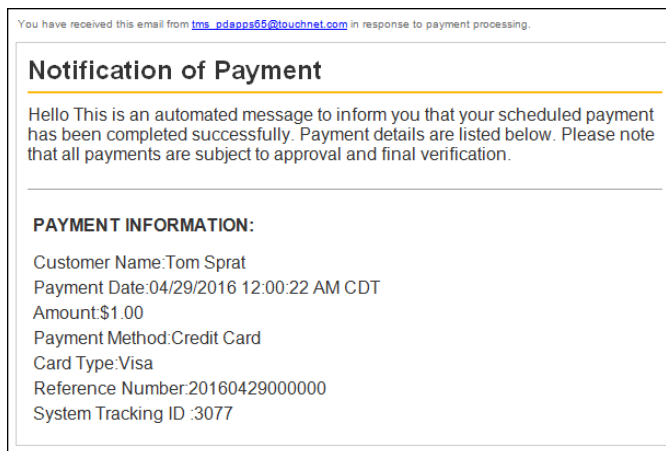 You have received this email from tms_pdapps65@touchnet.com in response to payment processing.
Notification of Payment
Hello This is an automated message to inform you that your scheduled payment
has been completed successfully. Payment details are listed below. Please note
that all payments are subject to approval and final verification.
PAYMENT INFORMATION:
Customer Name:Tom Sprat
Payment Date:04/29/2016 12:00:22 AM CDT
Amount:$1.00
Payment Method:Credit Card
Card Type:Visa
Reference Number:20160429000000
System Tracking ID :3077